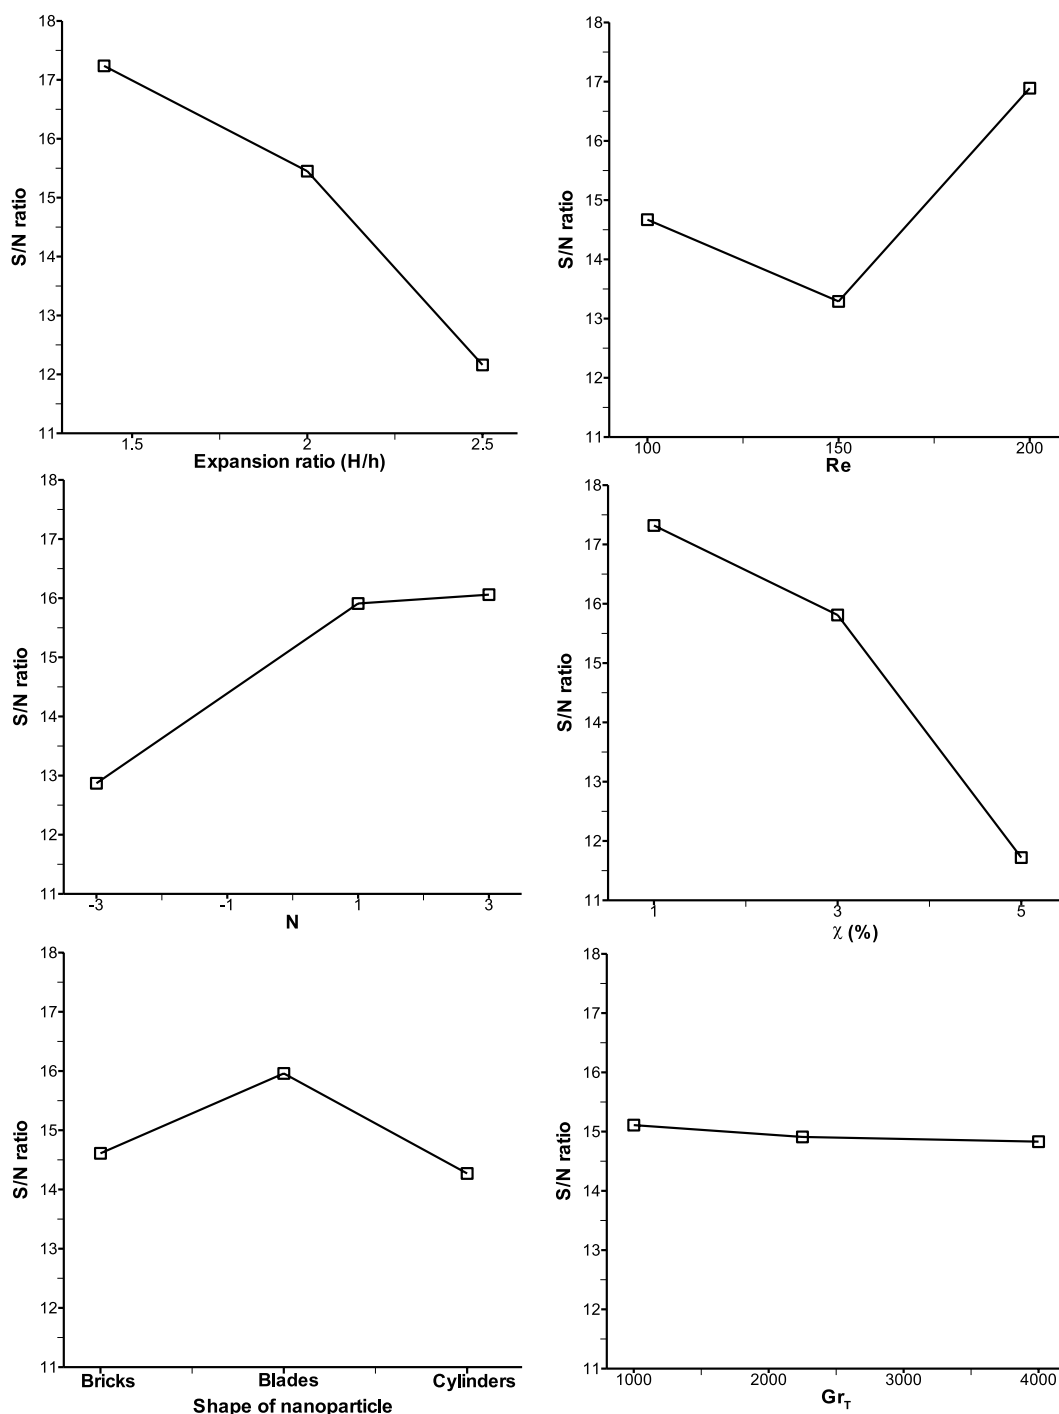 18
17
16
15
14
13
12
11
S/N ratio
1.5 2 2.5
Expansion ratio (H/h)
18
17
16
15
14
13
12
11
S/N ratio
100 150 200
Re
18
17
16
15
14
13
12
11
S/N ratio
-3 -1 1 3
N
18
17
16
15
14
13
12
11
S/N ratio
1 3 5
χ (%)
18
17
16
15
14
13
12
11
S/N ratio
Bricks Blades Cylinders
Shape of nanoparticle
18
17
16
15
14
13
12
11
S/N ratio
1000 2000 3000 4000
Gr_T